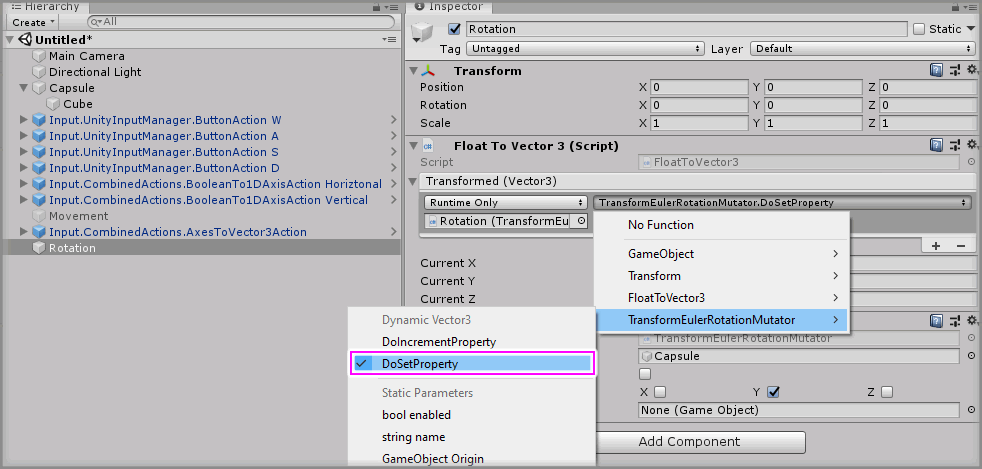 Hierarchy
Create All
Untitled*
Main Camera
Directional Light
Capsule
Cube
Input.UnityInputManager.ButtonAction W
Input.UnityInputManager.ButtonAction A
Input.UnityInputManager.ButtonAction S
Input.UnityInputManager.ButtonAction D
Input.CombinedActions.BooleanTo1DAxisAction Horiztonal
Input.CombinedActions.BooleanTo1DAxisAction Vertical
Movement
Input.CombinedActions.AxesToVector3Action
Rotation
Inspector
Rotation Static
Tag Untagged Layer Default
Transform
Position X 0 Y 0 Z 0
Rotation X 0 Y 0 Z 0
Scale X 1 Y 1 Z 1
Float To Vector 3 (Script)
Script FloatToVector3
Transformed (Vector3)
Runtime Only TransformEulerRotationMutator.DoSetProperty
Rotation (TransformEu
No Function
GameObject
Transform
FloatToVector3
TransformEulerRotationMutator
Current X
Current Y
Current Z
Dynamic Vector3
DoIncrementProperty
DoSetProperty
Static Parameters
bool enabled
string name
GameObject Origin
TransformEulerRotationMutator
Capsule
X Y Z
None (Game Object)
Add Component